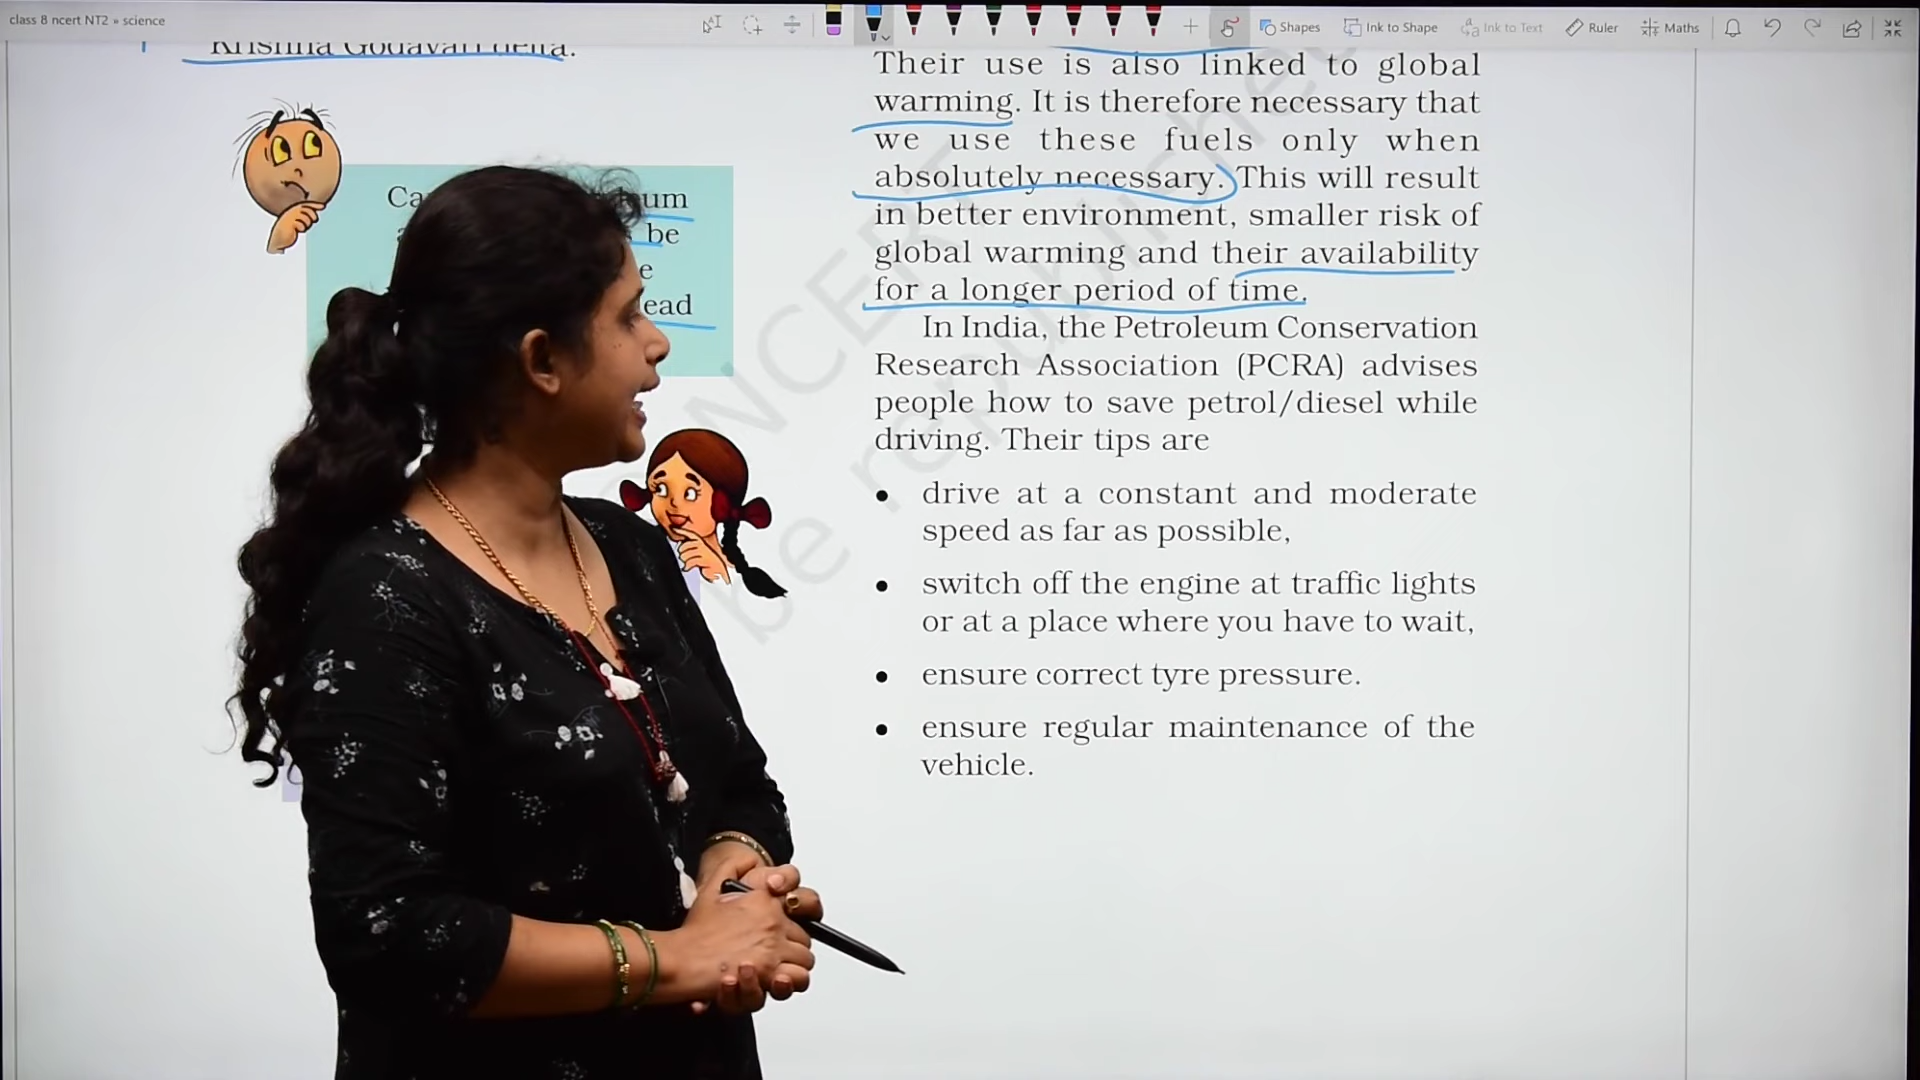 class 8 ncert NT2 » science
Shapes
Ink to Shape
Ink to Text
Ruler
Maths
Krishna Godavari delta.
um
be
e
ead
Their use is also linked to global
warming. It is therefore necessary that
we use these fuels only when
absolutely necessary. This will result
in better environment, smaller risk of
global warming and their availability
for a longer period of time.
In India, the Petroleum Conservation
Research Association (PCRA) advises
people how to save petrol/diesel while
driving. Their tips are
• drive at a constant and moderate
speed as far as possible,
• switch off the engine at traffic lights
or at a place where you have to wait,
• ensure correct tyre pressure.
• ensure regular maintenance of the
vehicle.
NCERT
be republished